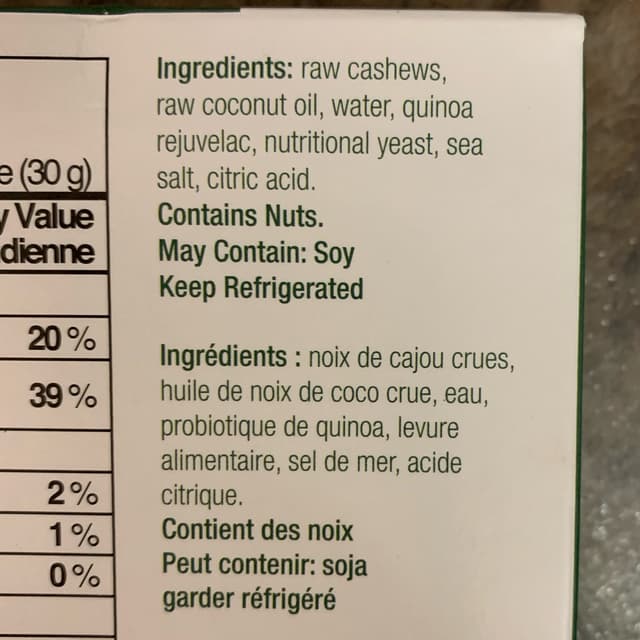 e (30 g)
y Value
dienne
20 %
39 %
2 %
1 %
0 %
Ingredients: raw cashews,
raw coconut oil, water, quinoa
rejuvelac, nutritional yeast, sea
salt, citric acid.
Contains Nuts.
May Contain: Soy
Keep Refrigerated
Ingrédients : noix de cajou crues,
huile de noix de coco crue, eau,
probiotique de quinoa, levure
alimentaire, sel de mer, acide
citrique.
Contient des noix
Peut contenir: soja
garder réfrigéré